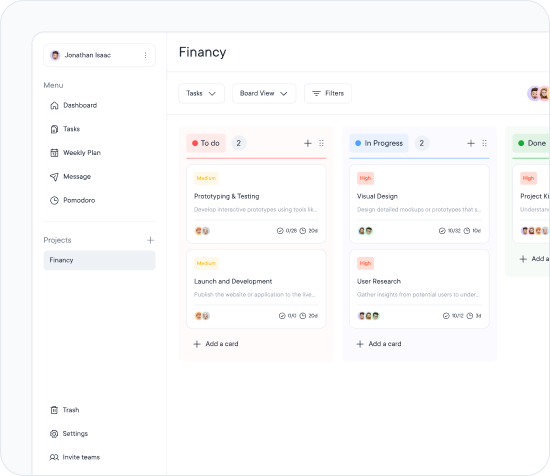 Jonathan Isaac
Financy
Menu
Dashboard
Tasks
Weekly Plan
Message
Pomodoro
Projects
Financy
Trash
Settings
Invite teams
Tasks
Board View
Filters
To do 2
Medium
Prototyping & Testing
Develop interactive prototypes using tools lik...
0/26 20d
Medium
Launch and Development
Publish the website or application to the live...
0/0 20d
Add a card
In Progress 2
High
Visual Design
Design detailed mockups or prototypes that s...
10/32 10d
High
User Research
Gather insights from potential users to under...
10/12 3d
Add a card
Done
High
Project Ki
Understan
Add a